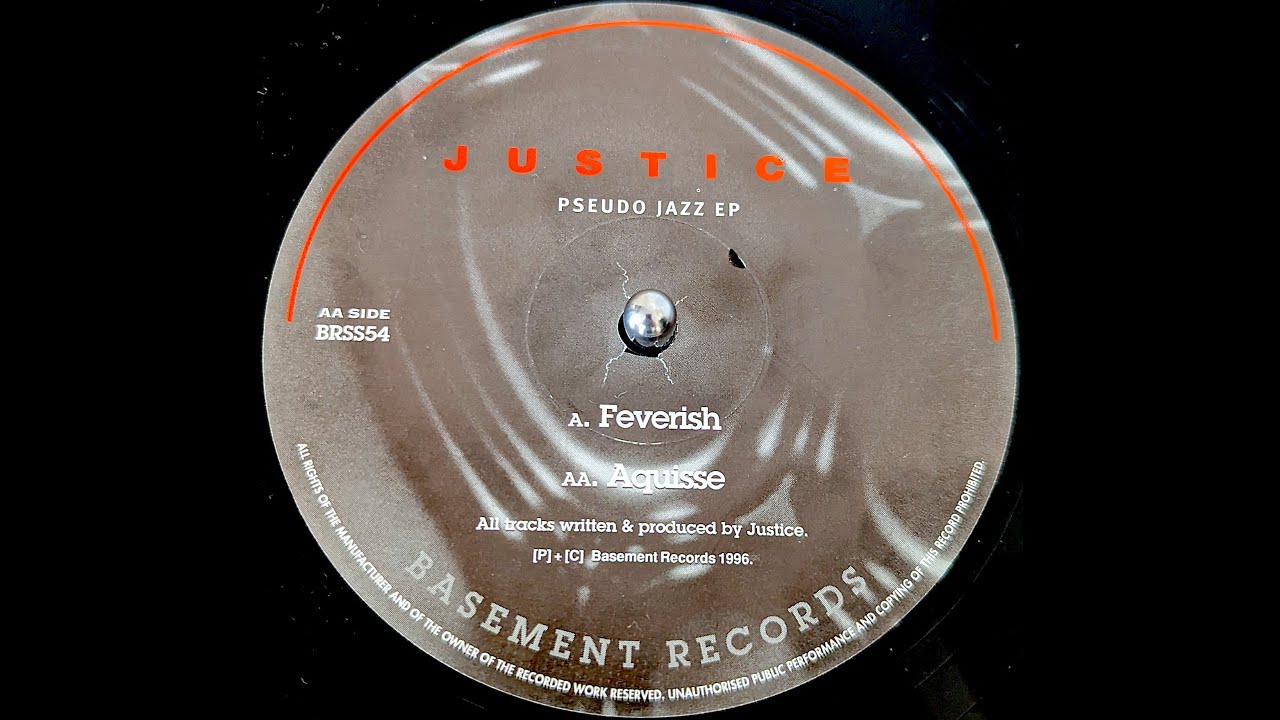 JUSTICE
PSEUDO JAZZ EP
AA SIDE
BRSS54
A. Feverish
AA. Aquisse
All tracks written & produced by Justice.
[P] + [C] Basement Records 1996.
BASEMENT RECORDS
ALL RIGHTS OF THE MANUFACTURER AND OF THE OWNER OF THE RECORDED WORK RESERVED. UNAUTHORISED PUBLIC PERFORMANCE AND COPYING OF THIS RECORD PROHIBITED.